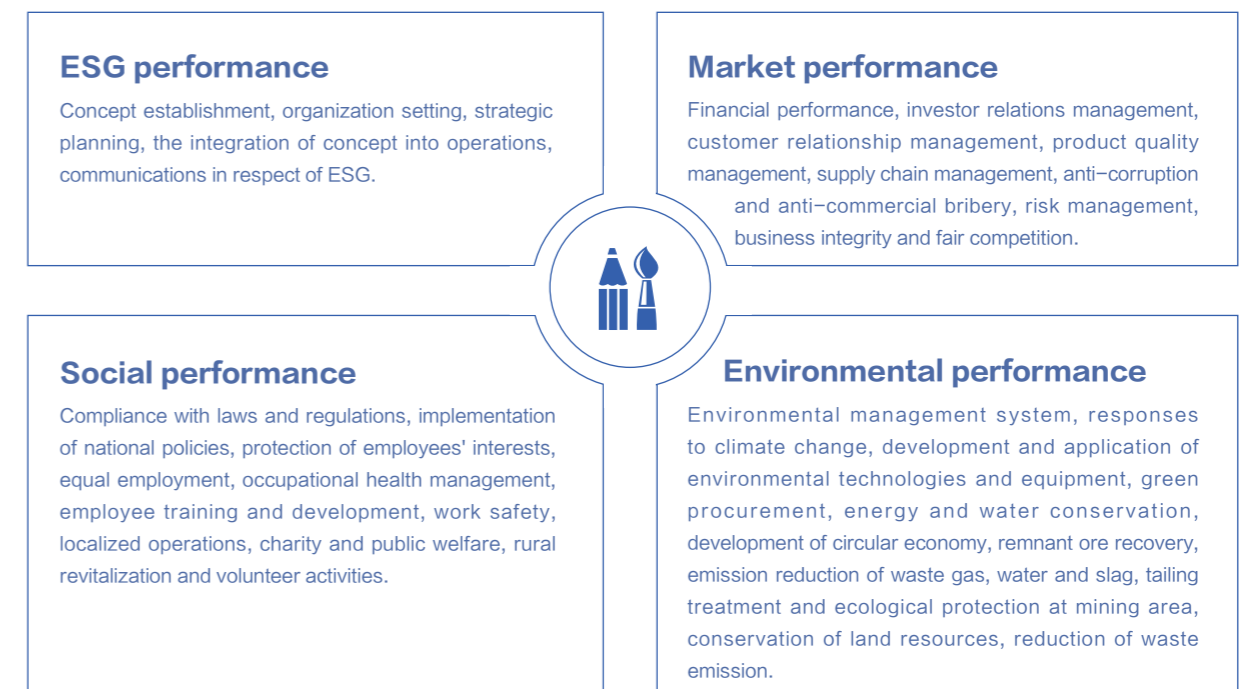 ESG performance
Concept establishment, organization setting, strategic
planning, the integration of concept into operations,
communications in respect of ESG.
Market performance
Financial performance, investor relations management,
customer relationship management, product quality
management, supply chain management, anti-corruption
and anti-commercial bribery, risk management,
business integrity and fair competition.
Social performance
Compliance with laws and regulations, implementation
of national policies, protection of employees' interests,
equal employment, occupational health management,
employee training and development, work safety,
localized operations, charity and public welfare, rural
revitalization and volunteer activities.
Environmental performance
Environmental management system, responses
to climate change, development and application of
environmental technologies and equipment, green
procurement, energy and water conservation,
development of circular economy, remnant ore recovery,
emission reduction of waste gas, water and slag, tailing
treatment and ecological protection at mining area,
conservation of land resources, reduction of waste
emission.